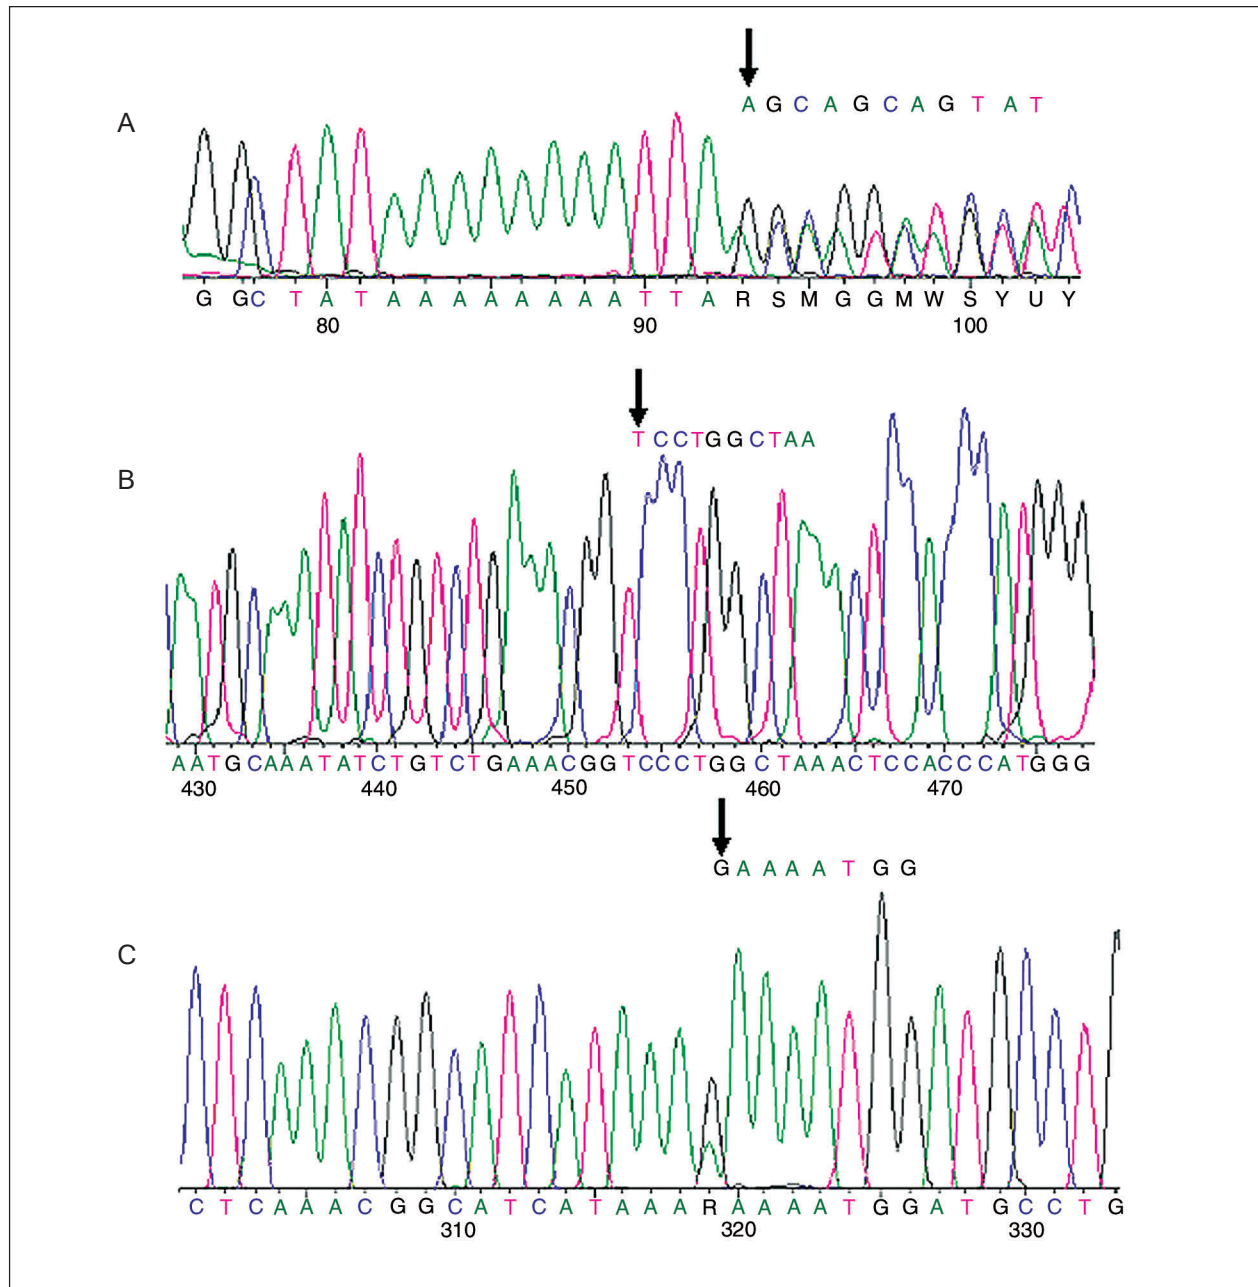 A G C A G C A G T A T
A
G G C T A T A A A A A A A A T T A R S M G G M W S Y U Y
80 90 100
T C C T G G C T A A
B
A A T G C A A A T A T C T G T C T G A A A C G G T C C C T G G C T A A A C T C C A C C C A T G G G
430 440 450 460 470
G A A A A T G G
C
C T C A A A C G G C A T C A T A A A R A A A A T G G A T G C C T G
310 320 330